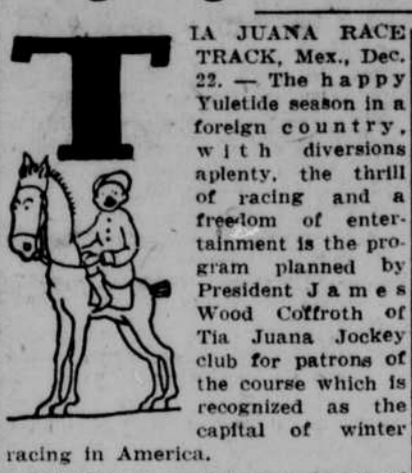 TIA JUANA RACE
TRACK, Mex., Dec.
22. — The happy
Yuletide season in a
foreign country,
with diversions
aplenty, the thrill
of racing and a
freedom of enter-
tainment is the pro-
gram planned by
President James
Wood Coffroth of
Tia Juana Jockey
club for patrons of
the course which is
recognized as the
capital of winter
racing in America.